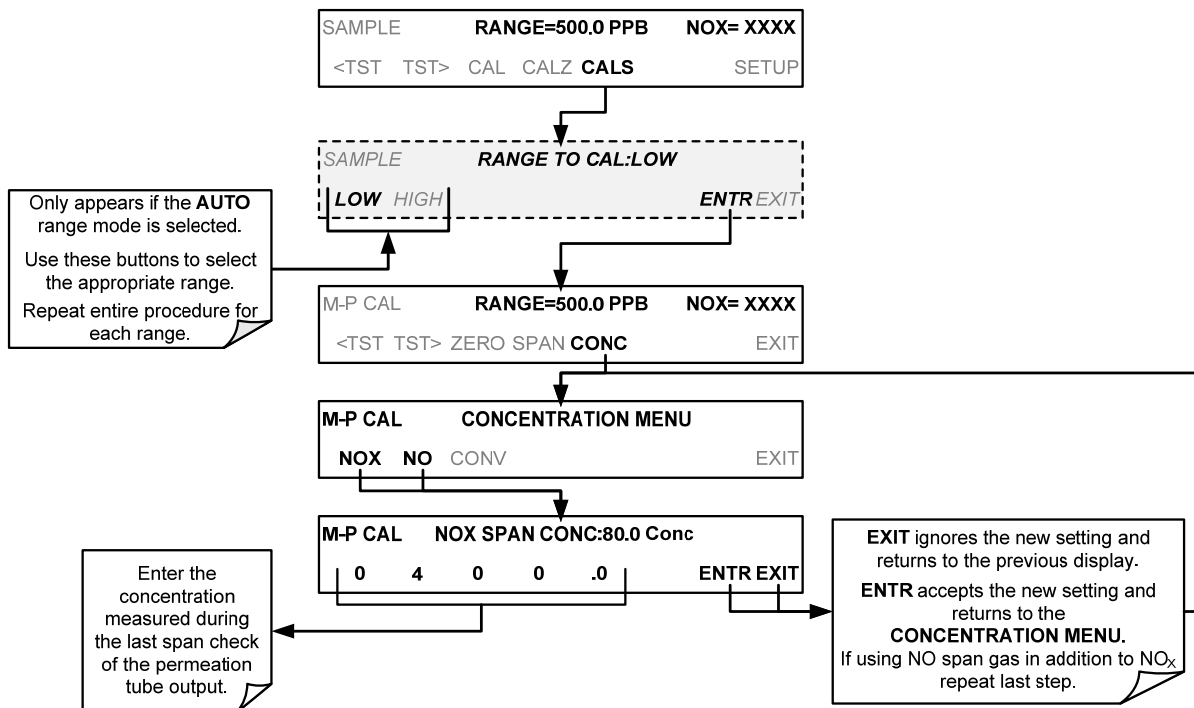 SAMPLE RANGE=500.0 PPB NOX= XXXX
<TST TST> CAL CALZ CALS SETUP
SAMPLE RANGE TO CAL:LOW
LOW HIGH ENTR EXIT
Only appears if the AUTO
range mode is selected.
Use these buttons to select
the appropriate range.
Repeat entire procedure for
each range.
M-P CAL RANGE=500.0 PPB NOX= XXXX
<TST TST> ZERO SPAN CONC EXIT
M-P CAL CONCENTRATION MENU
NOX NO CONV EXIT
M-P CAL NOX SPAN CONC:80.0 Conc
0 4 0 0 .0 ENTR EXIT
Enter the
concentration
measured during
the last span check
of the permeation
tube output.
EXIT ignores the new setting and
returns to the previous display.
ENTR accepts the new setting and
returns to the
CONCENTRATION MENU.
If using NO span gas in addition to NOX
repeat last step.